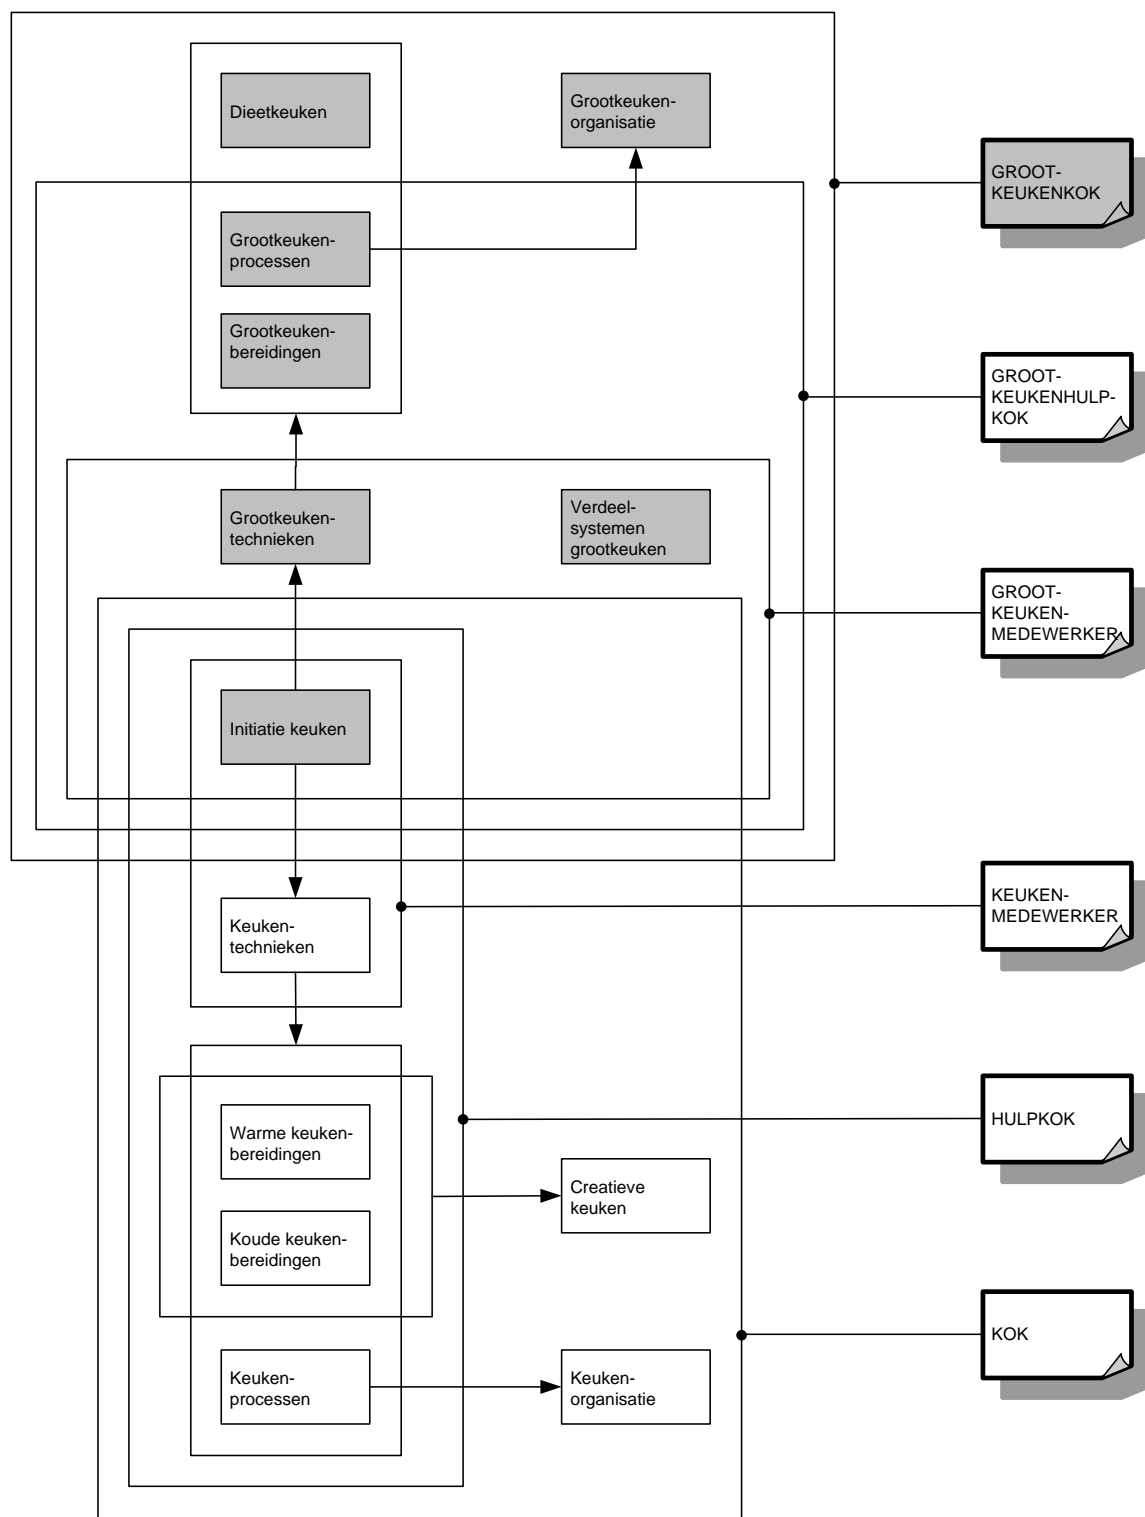 Dieetkeuken
Grootkeuken-
organisatie
GROOT-
KEUKENKOK
Grootkeuken-
processen
Grootkeuken-
bereidingen
GROOT-
KEUKENHULP-
KOK
Grootkeuken-
technieken
Verdeel-
systemen
grootkeuken
GROOT-
KEUKEN-
MEDEWERKER
Initiatie keuken
Keuken-
technieken
KEUKEN-
MEDEWERKER
Warme keuken-
bereidingen
HULPKOK
Creatieve
keuken
Koude keuken-
bereidingen
KOK
Keuken-
processen
Keuken-
organisatie